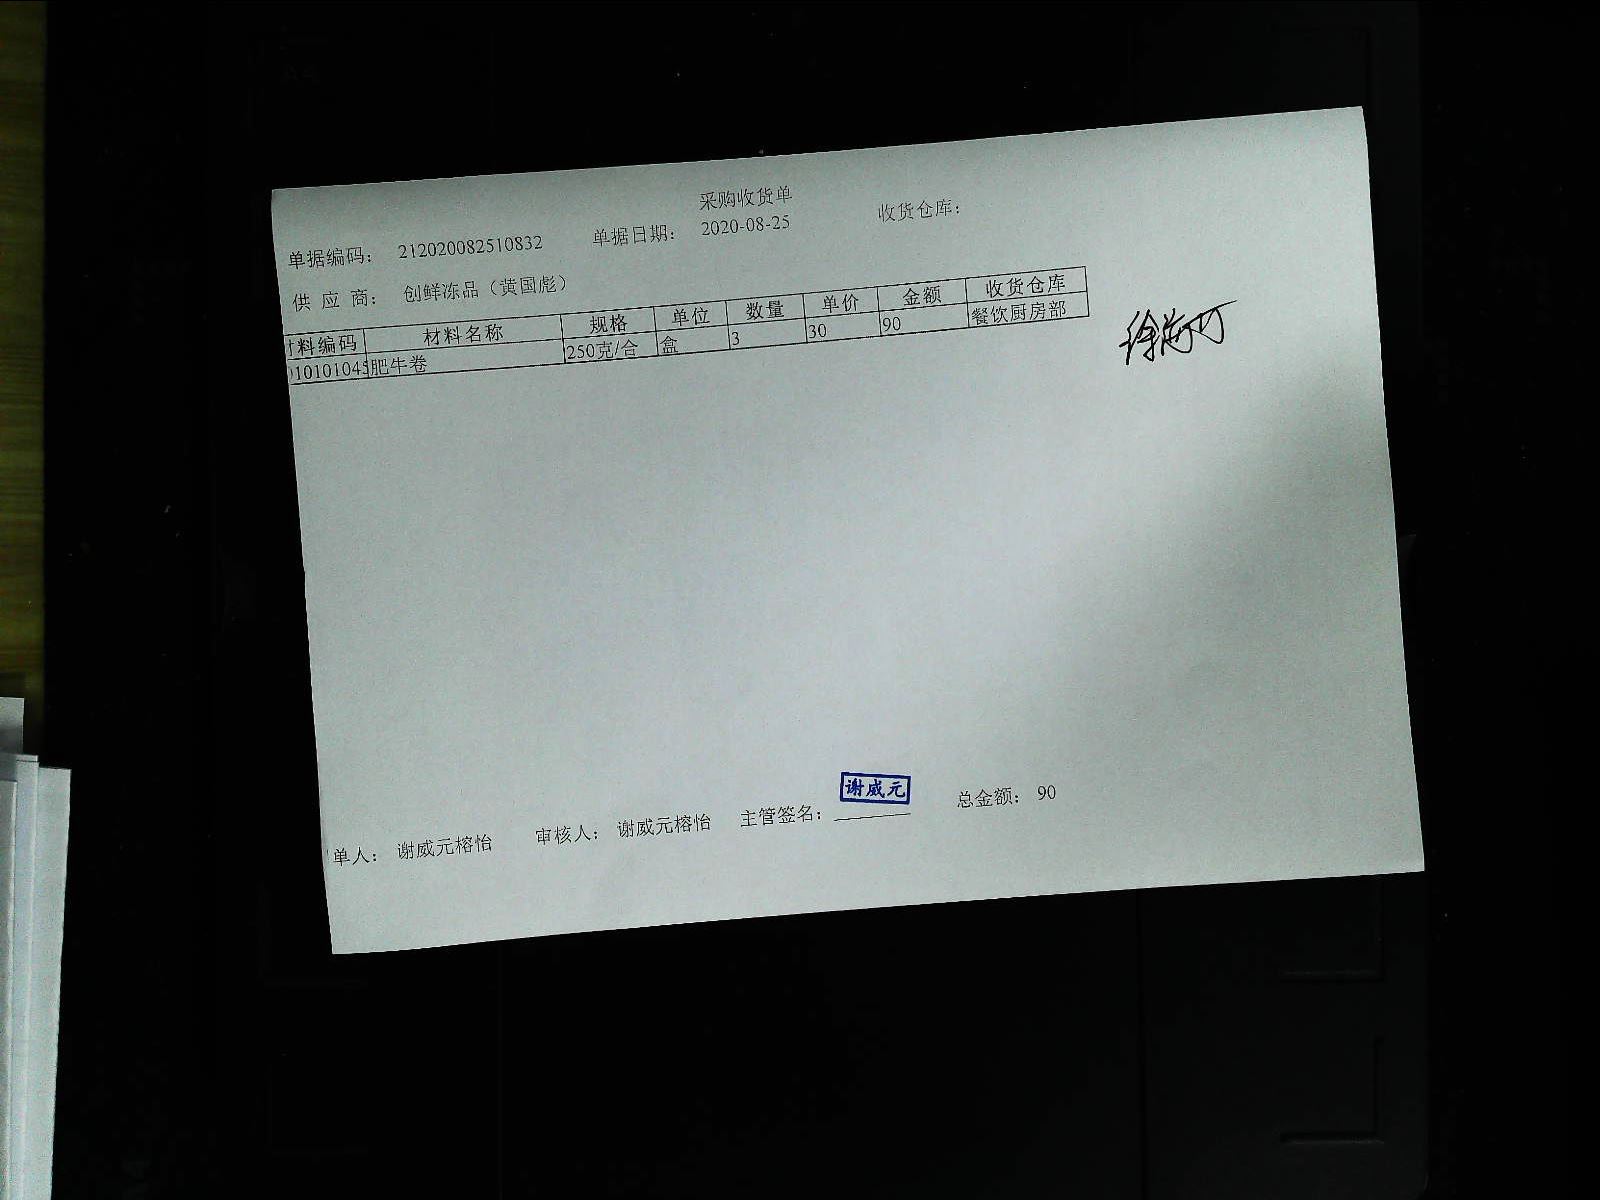 采购收货单
单据编码: 212020082510832 单据日期: 2020-08-25 收货仓库:
供 应 商: 创鲜冻品（黄国彪）
材料编码 材料名称 规格 单位 数量 单价 金额 收货仓库
10101045 肥牛卷 250克/合 盒 3 30 90 餐饮厨房部
谢威元
单人: 谢威元榕怡 审核人: 谢威元榕怡 主管签名: 总金额: 90